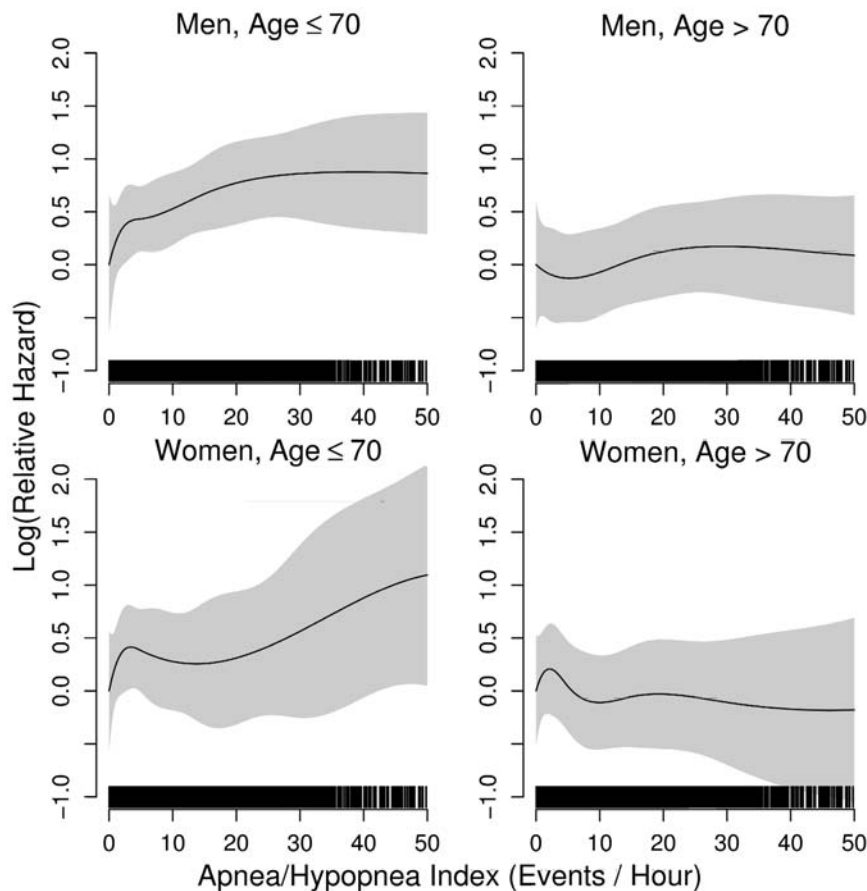 Men, Age ≤ 70
Men, Age > 70
2.0
1.5
1.0
0.5
0.0
−1.0
0 10 20 30 40 50
2.0
1.5
1.0
0.5
0.0
−1.0
0 10 20 30 40 50
Women, Age ≤ 70
Women, Age > 70
2.0
1.5
1.0
0.5
0.0
−1.0
0 10 20 30 40 50
2.0
1.5
1.0
0.5
0.0
−1.0
0 10 20 30 40 50
Log(Relative Hazard)
Apnea/Hypopnea Index (Events / Hour)